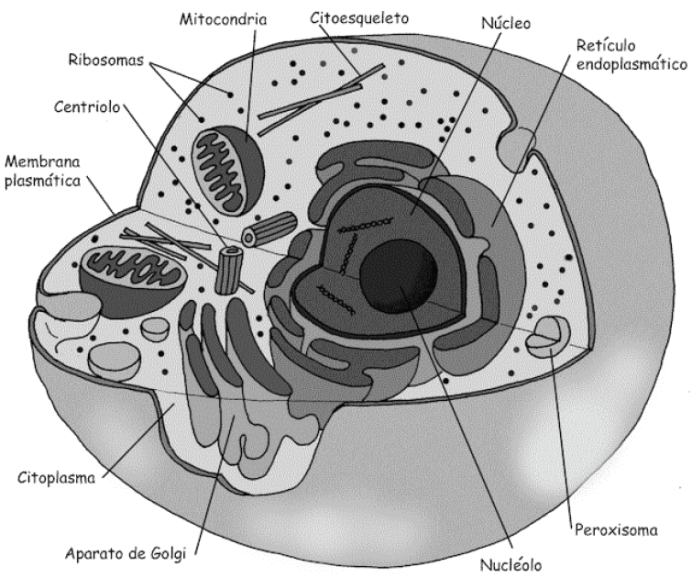 Mitocondria
Citoesqueleto
Núcleo
Retículo
endoplasmático
Ribosomas
Centriolo
Membrana
plasmática
Citoplasma
Aparato de Golgi
Nucléolo
Peroxisoma